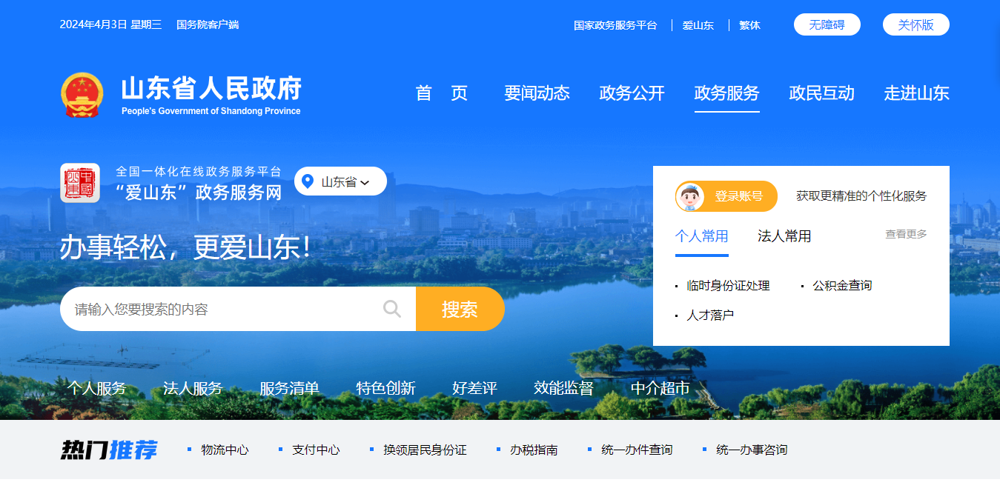 2024年4月3日 星期三 国务院客户端 国家政务服务平台 爱山东 繁体 无障碍 关怀版
山东省人民政府
People's Government of Shandong Province
首 页 要闻动态 政务公开 政务服务 政民互动 走进山东
全国一体化在线政务服务平台
“爱山东”政务服务网
山东省
办事轻松，更爱山东！
请输入您要搜索的内容 搜索
登录账号 获取更精准的个性化服务
个人常用 法人常用 查看更多
临时身份证处理 公积金查询
人才落户
个人服务 法人服务 服务清单 特色创新 好差评 效能监督 中介超市
热门推荐 物流中心 支付中心 换领居民身份证 办税指南 统一办件查询 统一办事咨询